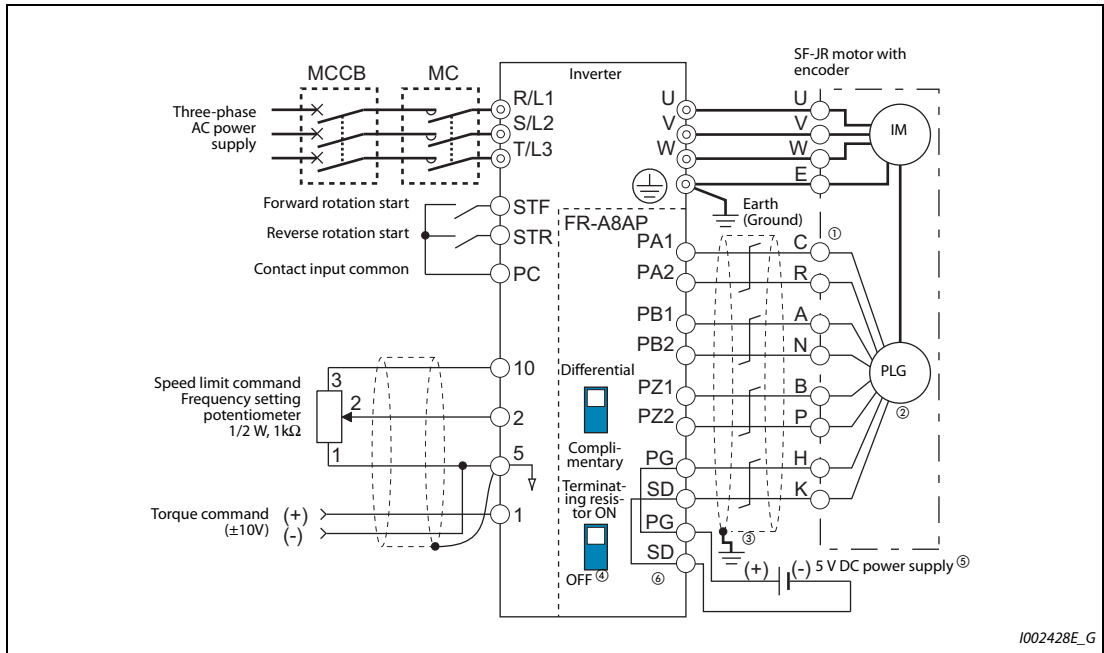 SF-JR motor with
encoder
MCCB
MC
Inverter
Three-phase
AC power
supply
R/L1
S/L2
T/L3
U
V
W
U
V
W
E
IM
Earth
(Ground)
Forward rotation start
Reverse rotation start
Contact input common
STF
STR
PC
FR-A8AP
PA1
PA2
PB1
PB2
PZ1
PZ2
PG
SD
PG
SD
C
R
A
N
B
P
H
K
①
PLG
②
Differential
Compli-
mentary
Terminat-
ing resis-
tor ON
OFF ④
⑥
③
Speed limit command
Frequency setting
potentiometer
1/2 W, 1kΩ
3
2
1
10
2
5
1
Torque command
(±10V)
(+)
(-)
(+)
(-)
5 V DC power supply ⑤
I002428E_G